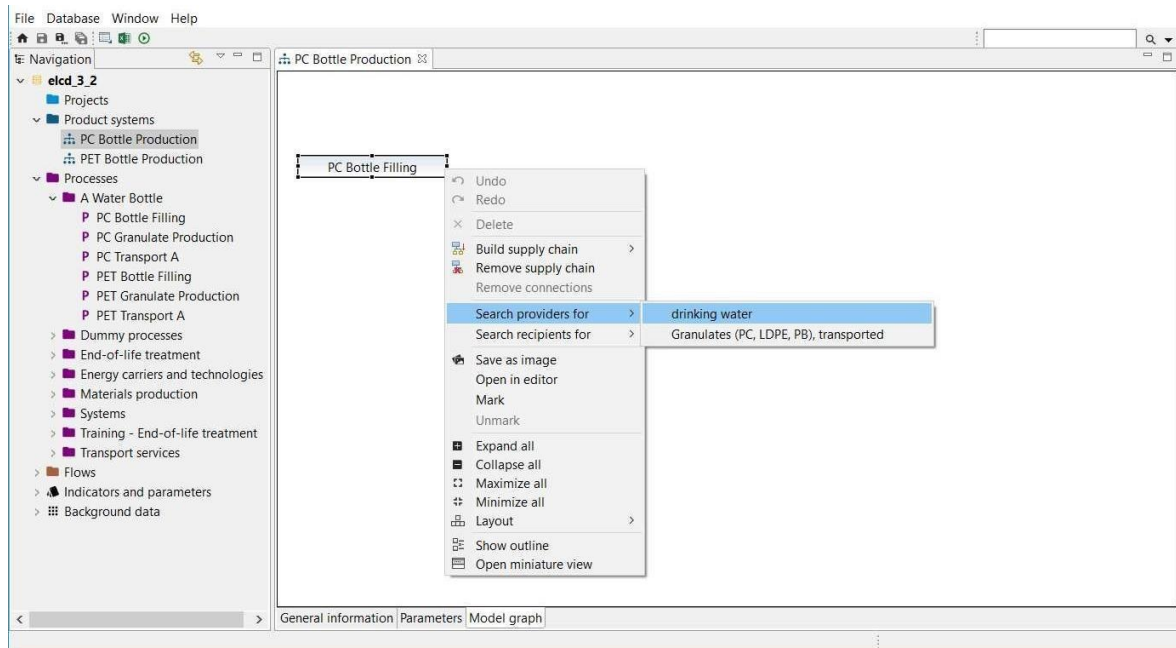 File Database Window Help
Navigation
PC Bottle Production
elcd_3_2
Projects
Product systems
PC Bottle Production
PET Bottle Production
Processes
A Water Bottle
P PC Bottle Filling
P PC Granulate Production
P PC Transport A
P PET Bottle Filling
P PET Granulate Production
P PET Transport A
Dummy processes
End-of-life treatment
Energy carriers and technologies
Materials production
Systems
Training - End-of-life treatment
Transport services
Flows
Indicators and parameters
Background data
PC Bottle Filling
Undo
Redo
Delete
Build supply chain
Remove supply chain
Remove connections
Search providers for
Search recipients for
Save as image
Open in editor
Mark
Unmark
Expand all
Collapse all
Maximize all
Minimize all
Layout
Show outline
Open miniature view
drinking water
Granulates (PC, LDPE, PB), transported
General information Parameters Model graph